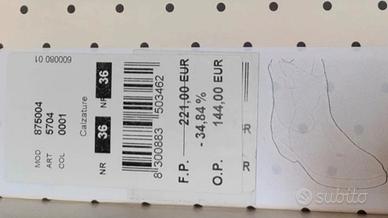 600080 01
MOD 875004
ART 5704
COL 0001
Calzature
NR 36 NR 36
8 300883 503462
F.P. 221,00 EUR
- 34,84 %
O.P. 144,00 EUR
subito